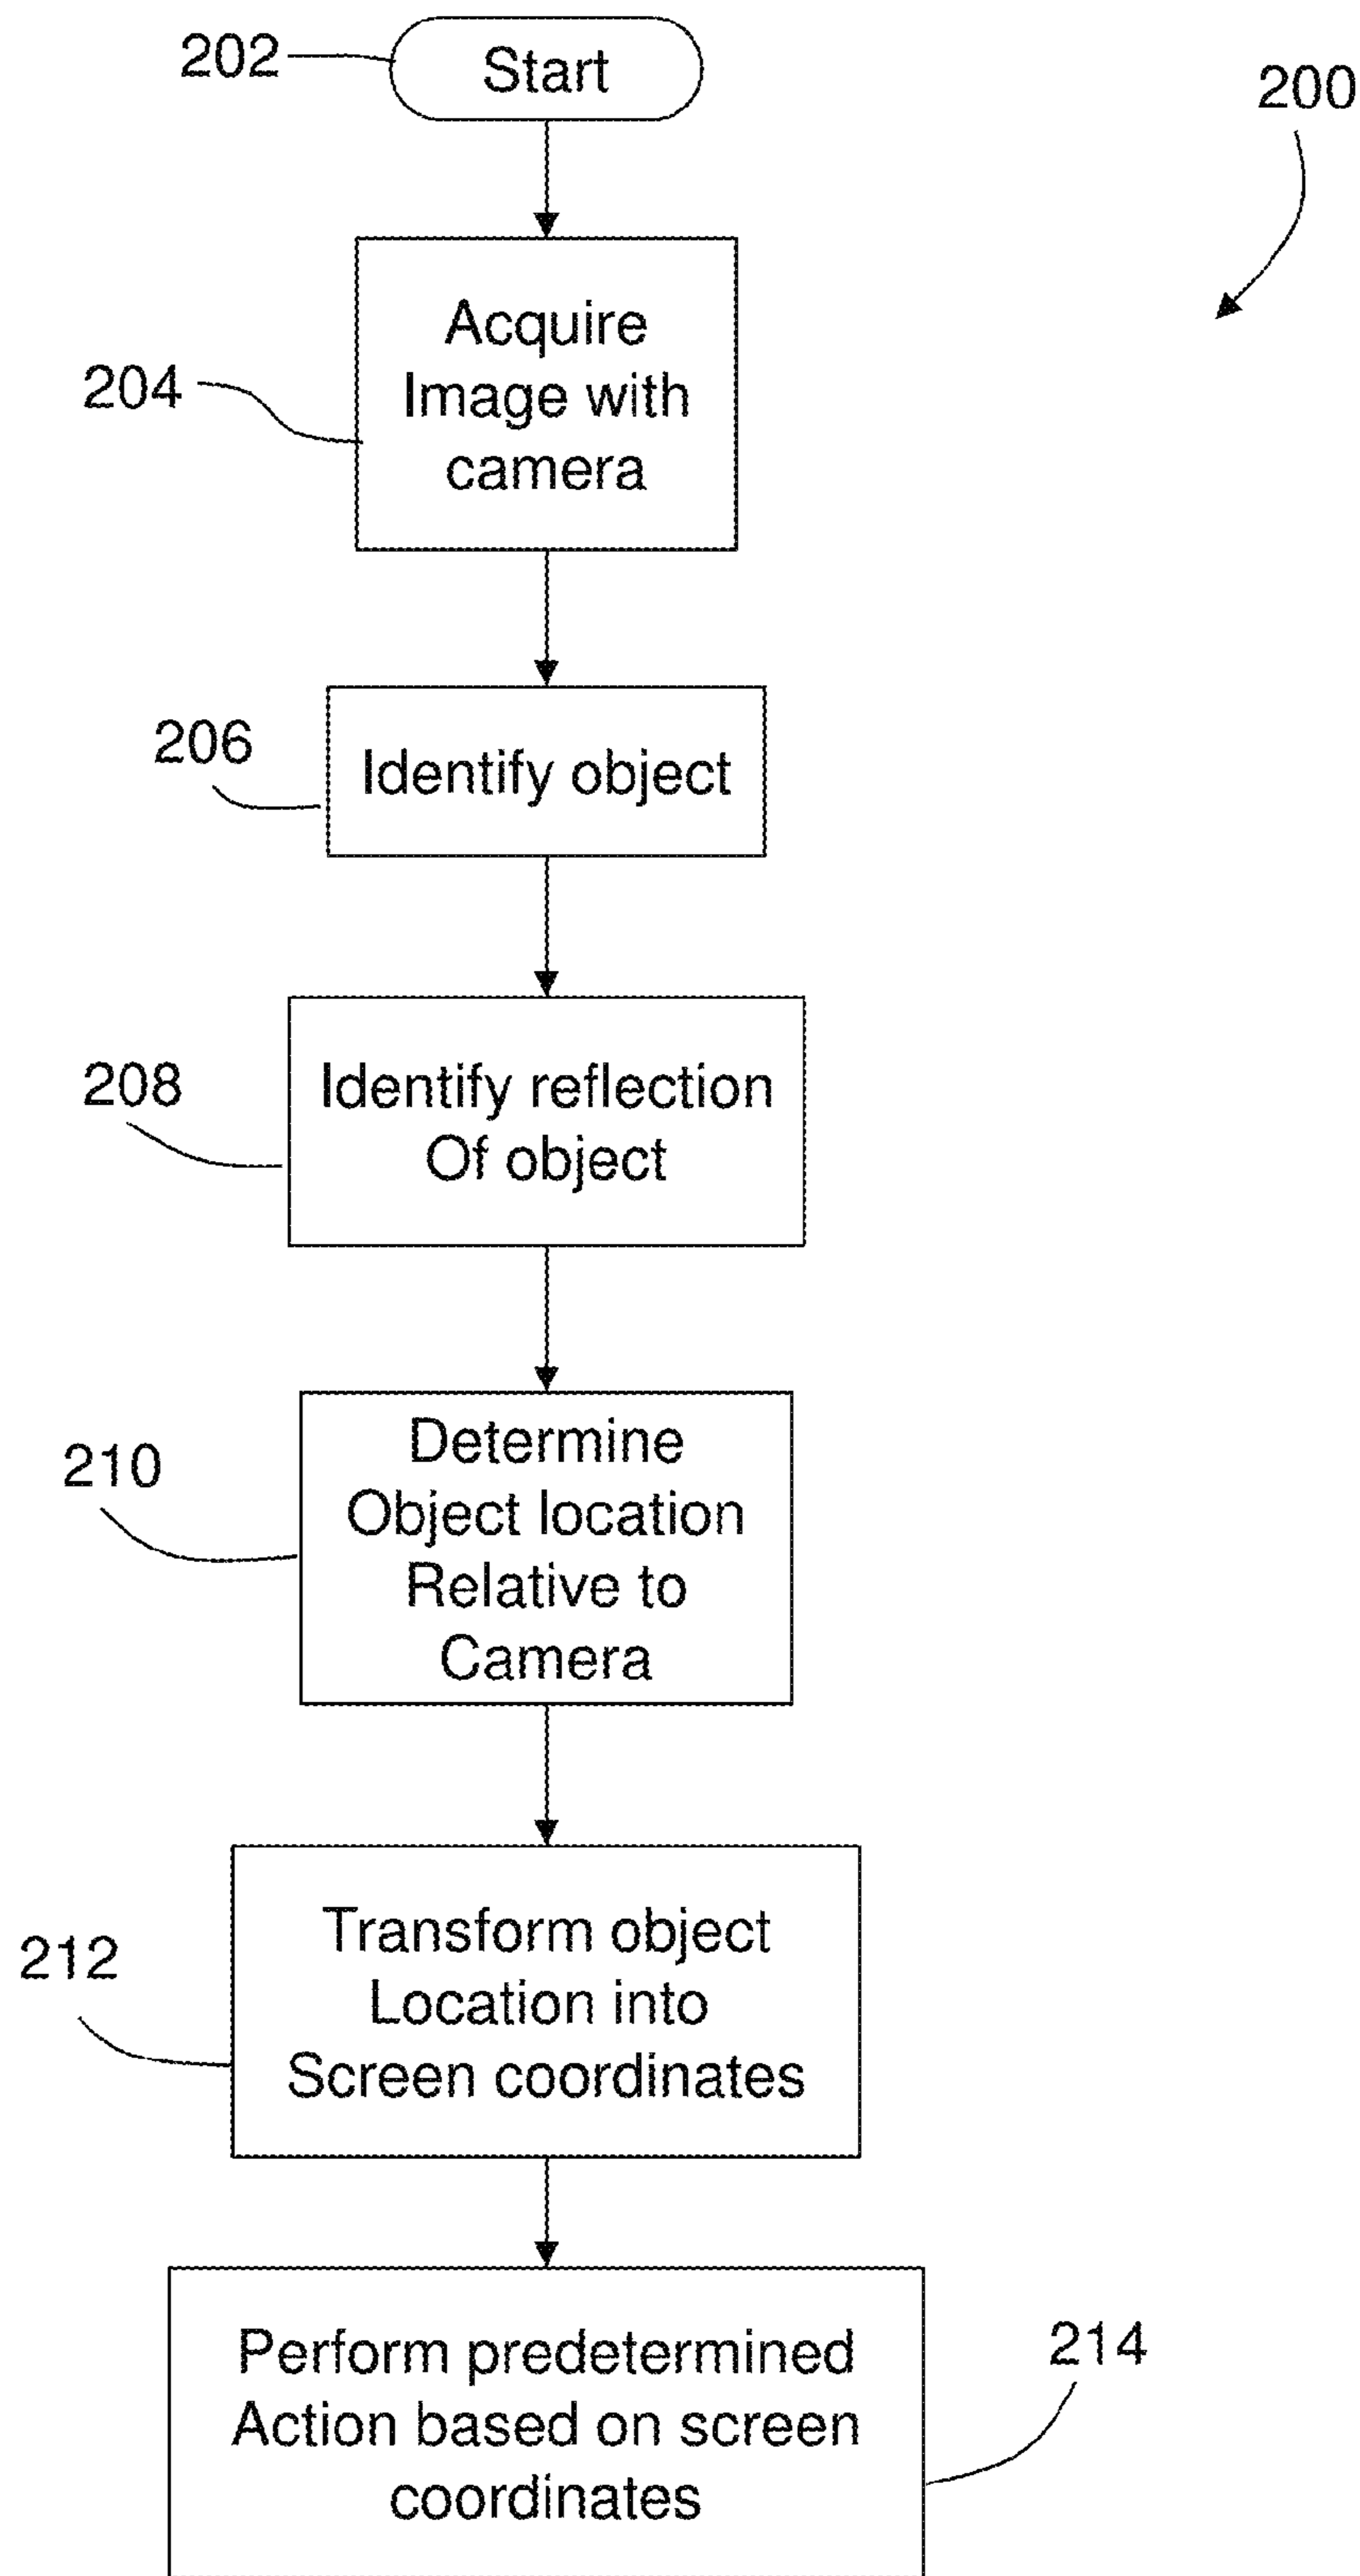 202
Start
200
Acquire
Image with
camera
204
206
Identify object
208
Identify reflection
Of object
210
Determine
Object location
Relative to
Camera
212
Transform object
Location into
Screen coordinates
Perform predetermined
Action based on screen
coordinates
214